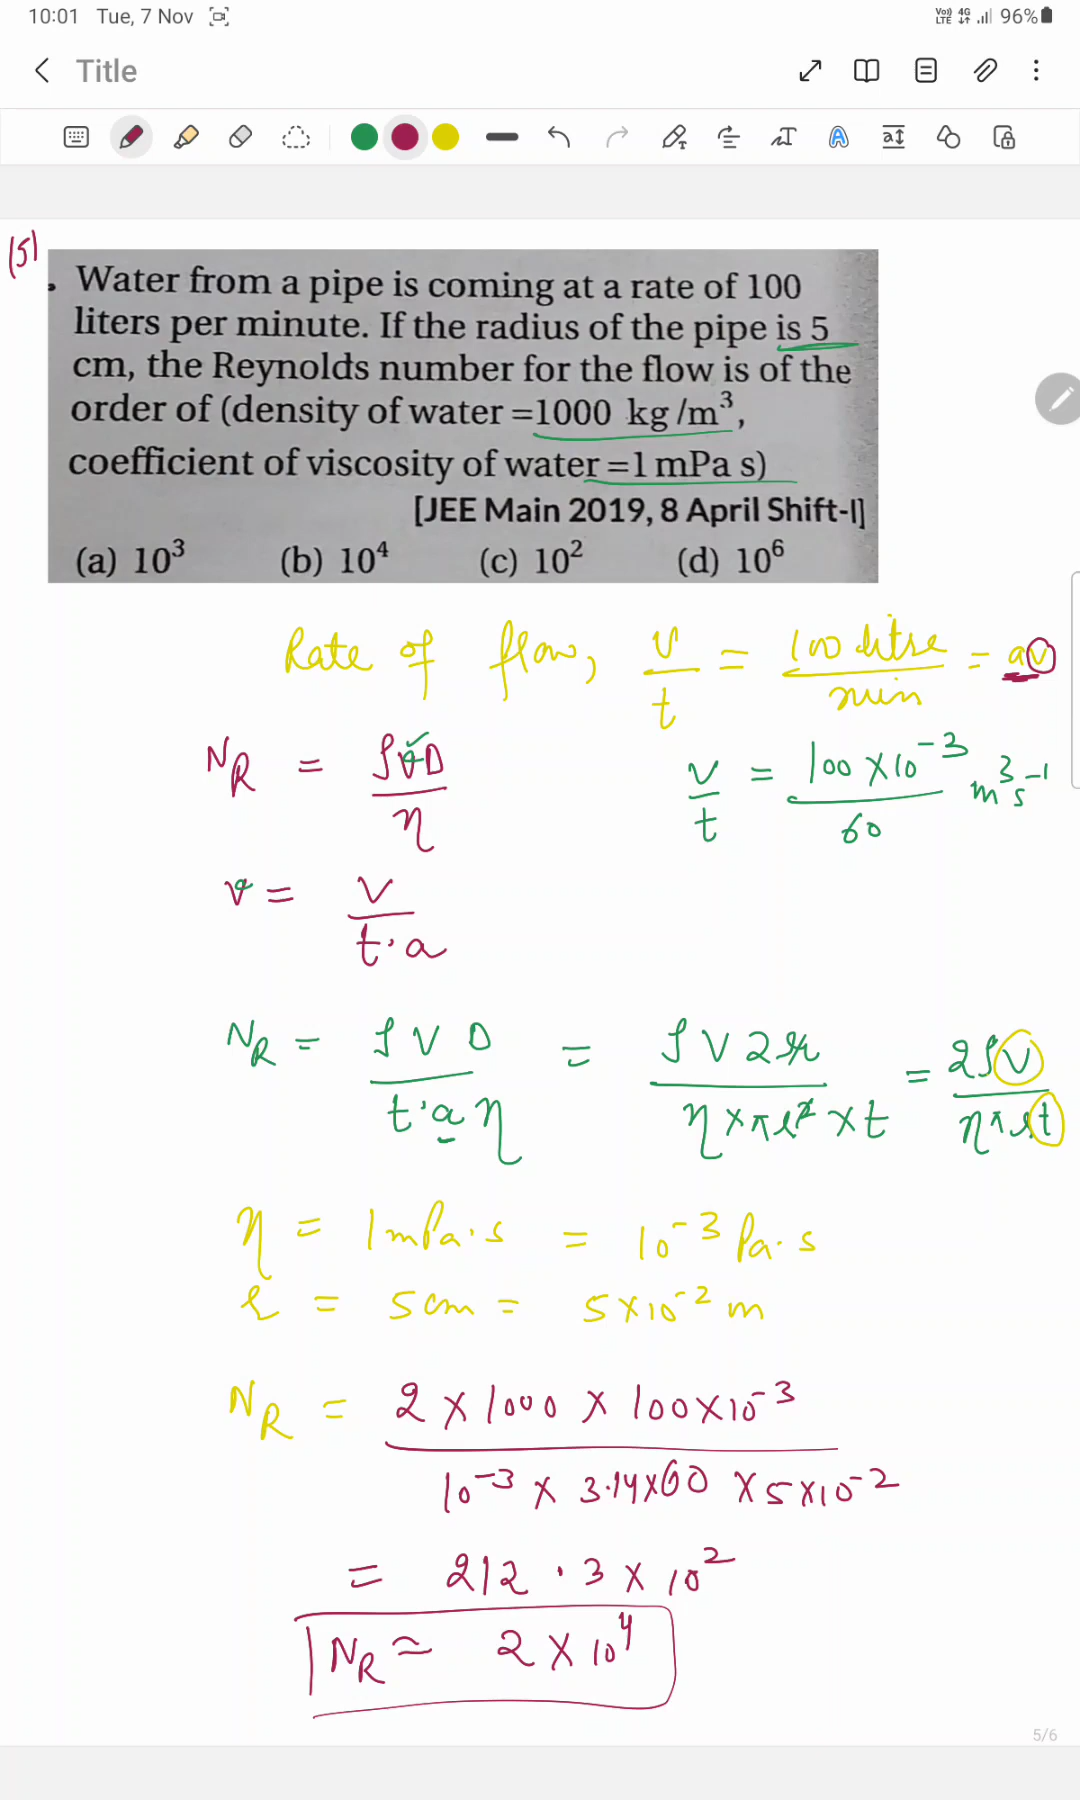 10:01 Tue, 7 Nov Vo)) LTE 4G 96%
Title
(5)
. Water from a pipe is coming at a rate of 100
liters per minute. If the radius of the pipe is 5
cm, the Reynolds number for the flow is of the
order of (density of water =1000 kg /m³,
coefficient of viscosity of water =1 mPa s)
[JEE Main 2019, 8 April Shift-I]
(a) 10³ (b) 10⁴ (c) 10² (d) 10⁶
Rate of flow, V/t = 100 litre/min = av
N_R = ρvD/η
V/t = 100 × 10⁻³/60 m³s⁻¹
v = V/t·a
N_R = ρVD/t·aη = ρV2r/η×πr²×t = 2ρV/ηπrt
η = 1mPa·s = 10⁻³ Pa·s
r = 5cm = 5×10⁻² m
N_R = 2 × 1000 × 100×10⁻³/10⁻³ × 3.14×60 × 5×10⁻²
= 212.3 × 10²
N_R ≃ 2 × 10⁴
5/6